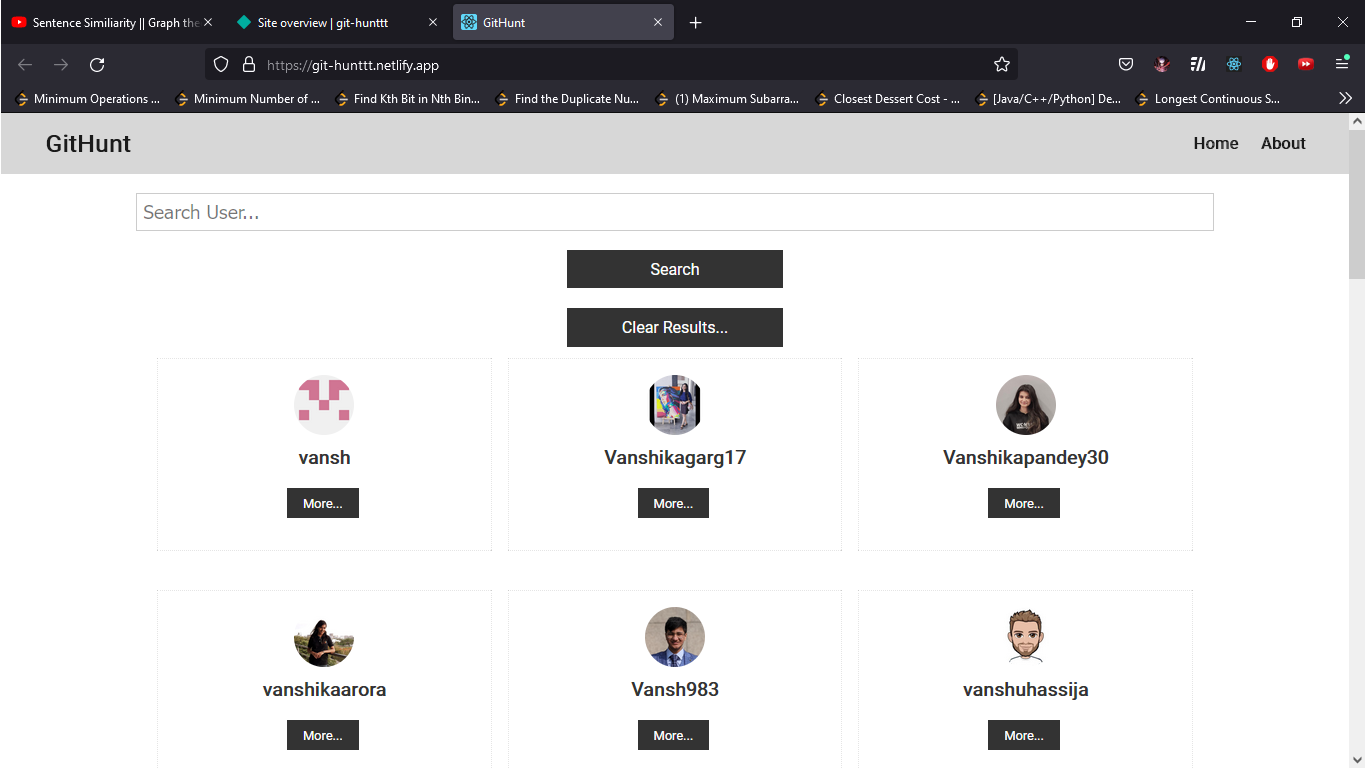 Sentence Similiarity || Graph the
Site overview | git-hunttt
GitHunt
https://git-hunttt.netlify.app
Minimum Operations ...
Minimum Number of ...
Find Kth Bit in Nth Bin...
Find the Duplicate Nu...
(1) Maximum Subarra...
Closest Dessert Cost - ...
[Java/C++/Python] De...
Longest Continuous S...
GitHunt
Home
About
Search User...
Search
Clear Results...
vansh
Vanshikagarg17
Vanshikapandey30
More...
More...
More...
vanshikaarora
Vansh983
vanshuhassija
More...
More...
More...